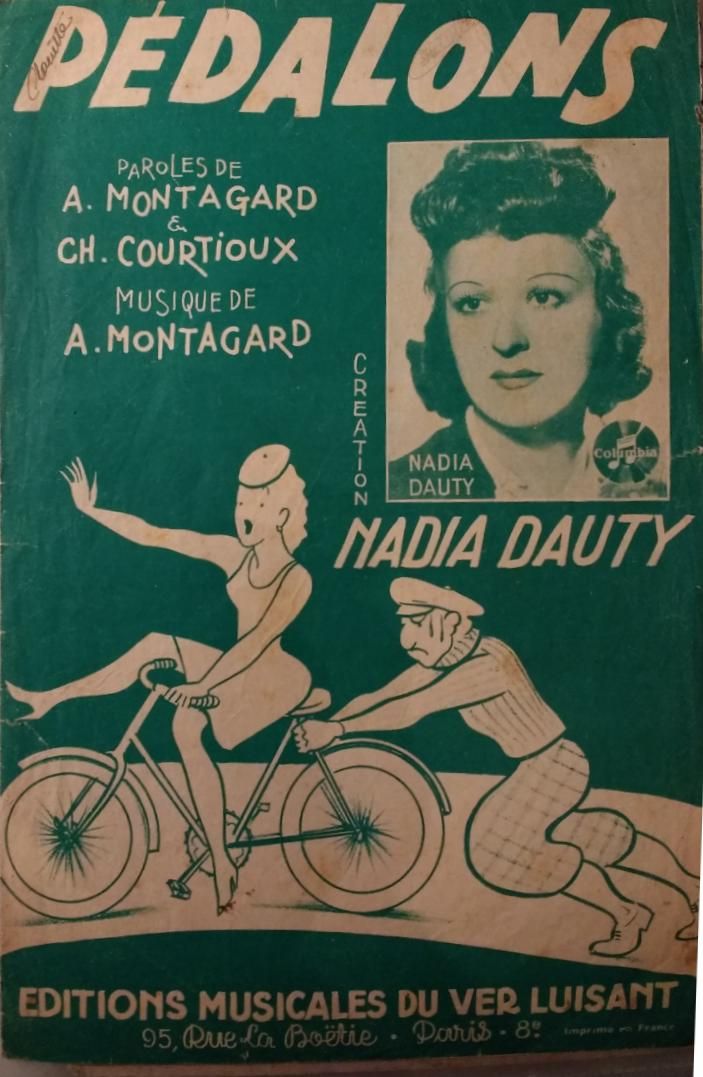 PÉDALONS
PAROLES DE
A. MONTAGARD
&
CH. COURTIOUX
MUSIQUE DE
A. MONTAGARD
CREATION
NADIA
DAUTY
Columbia
NADIA DAUTY
EDITIONS MUSICALES DU VER LUISANT
95, Rue La Boëtie - Paris - 8e
Imprimé en France